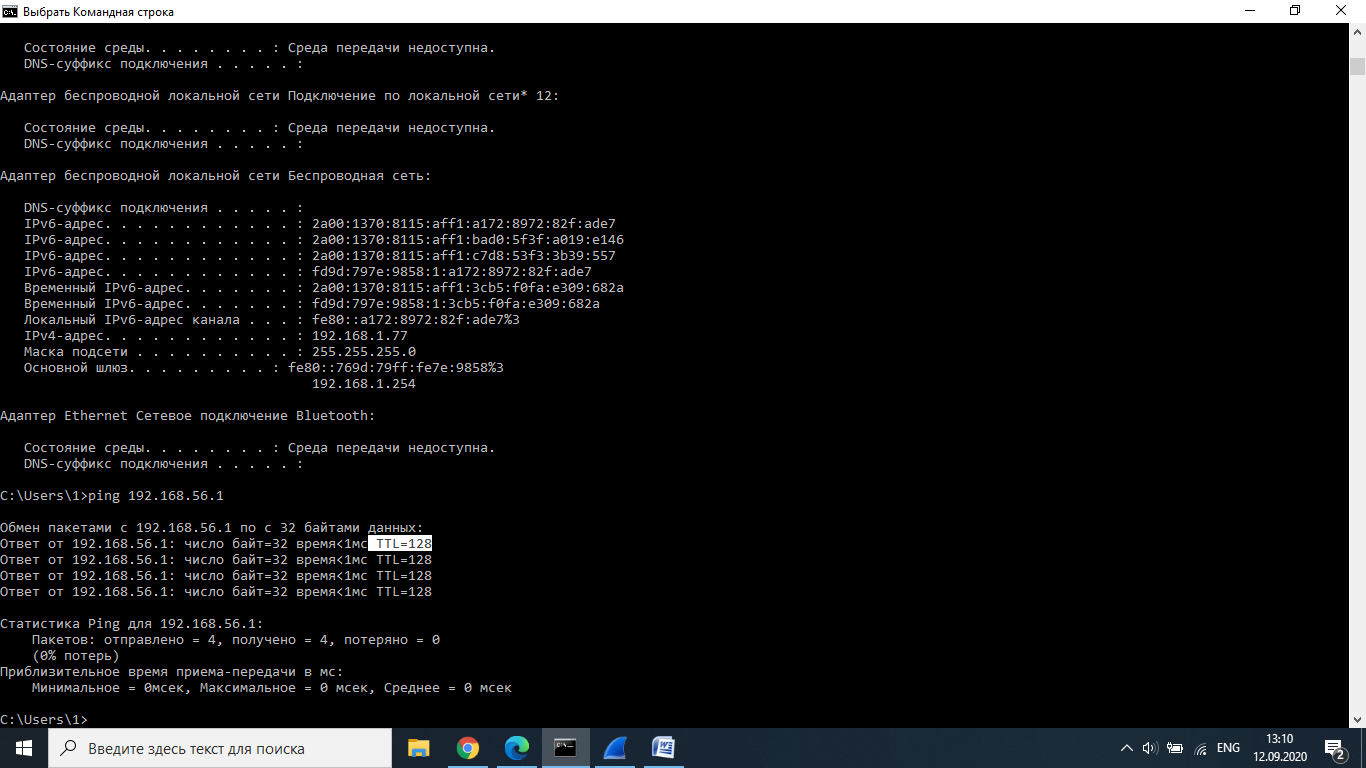 Выбрать Командная строка
Состояние среды. . . . . . . . : Среда передачи недоступна.
DNS-суффикс подключения . . . . . :
Адаптер беспроводной локальной сети Подключение по локальной сети* 12:
Состояние среды. . . . . . . . : Среда передачи недоступна.
DNS-суффикс подключения . . . . . :
Адаптер беспроводной локальной сети Беспроводная сеть:
DNS-суффикс подключения . . . . . :
IPv6-адрес. . . . . . . . . . . . : 2a00:1370:8115:aff1:a172:8972:82f:ade7
IPv6-адрес. . . . . . . . . . . . : 2a00:1370:8115:aff1:bad0:5f3f:a019:e146
IPv6-адрес. . . . . . . . . . . . : 2a00:1370:8115:aff1:c7d8:53f3:3b39:557
IPv6-адрес. . . . . . . . . . . . : fd9d:797e:9858:1:a172:8972:82f:ade7
Временный IPv6-адрес. . . . . . . : 2a00:1370:8115:aff1:3cb5:f0fa:e309:682a
Временный IPv6-адрес. . . . . . . : fd9d:797e:9858:1:3cb5:f0fa:e309:682a
Локальный IPv6-адрес канала . . . : fe80::a172:8972:82f:ade7%3
IPv4-адрес. . . . . . . . . . . . : 192.168.1.77
Маска подсети . . . . . . . . . . : 255.255.255.0
Основной шлюз. . . . . . . . . : fe80::769d:79ff:fe7e:9858%3
192.168.1.254
Адаптер Ethernet Сетевое подключение Bluetooth:
Состояние среды. . . . . . . . : Среда передачи недоступна.
DNS-суффикс подключения . . . . . :
C:\Users\1>ping 192.168.56.1
Обмен пакетами с 192.168.56.1 по с 32 байтами данных:
Ответ от 192.168.56.1: число байт=32 время<1мс TTL=128
Ответ от 192.168.56.1: число байт=32 время<1мс TTL=128
Ответ от 192.168.56.1: число байт=32 время<1мс TTL=128
Ответ от 192.168.56.1: число байт=32 время<1мс TTL=128
Статистика Ping для 192.168.56.1:
Пакетов: отправлено = 4, получено = 4, потеряно = 0
(0% потерь)
Приблизительное время приема-передачи в мс:
Минимальное = 0мсек, Максимальное = 0 мсек, Среднее = 0 мсек
C:\Users\1>
Введите здесь текст для поиска
ENG
13:10
12.09.2020
2